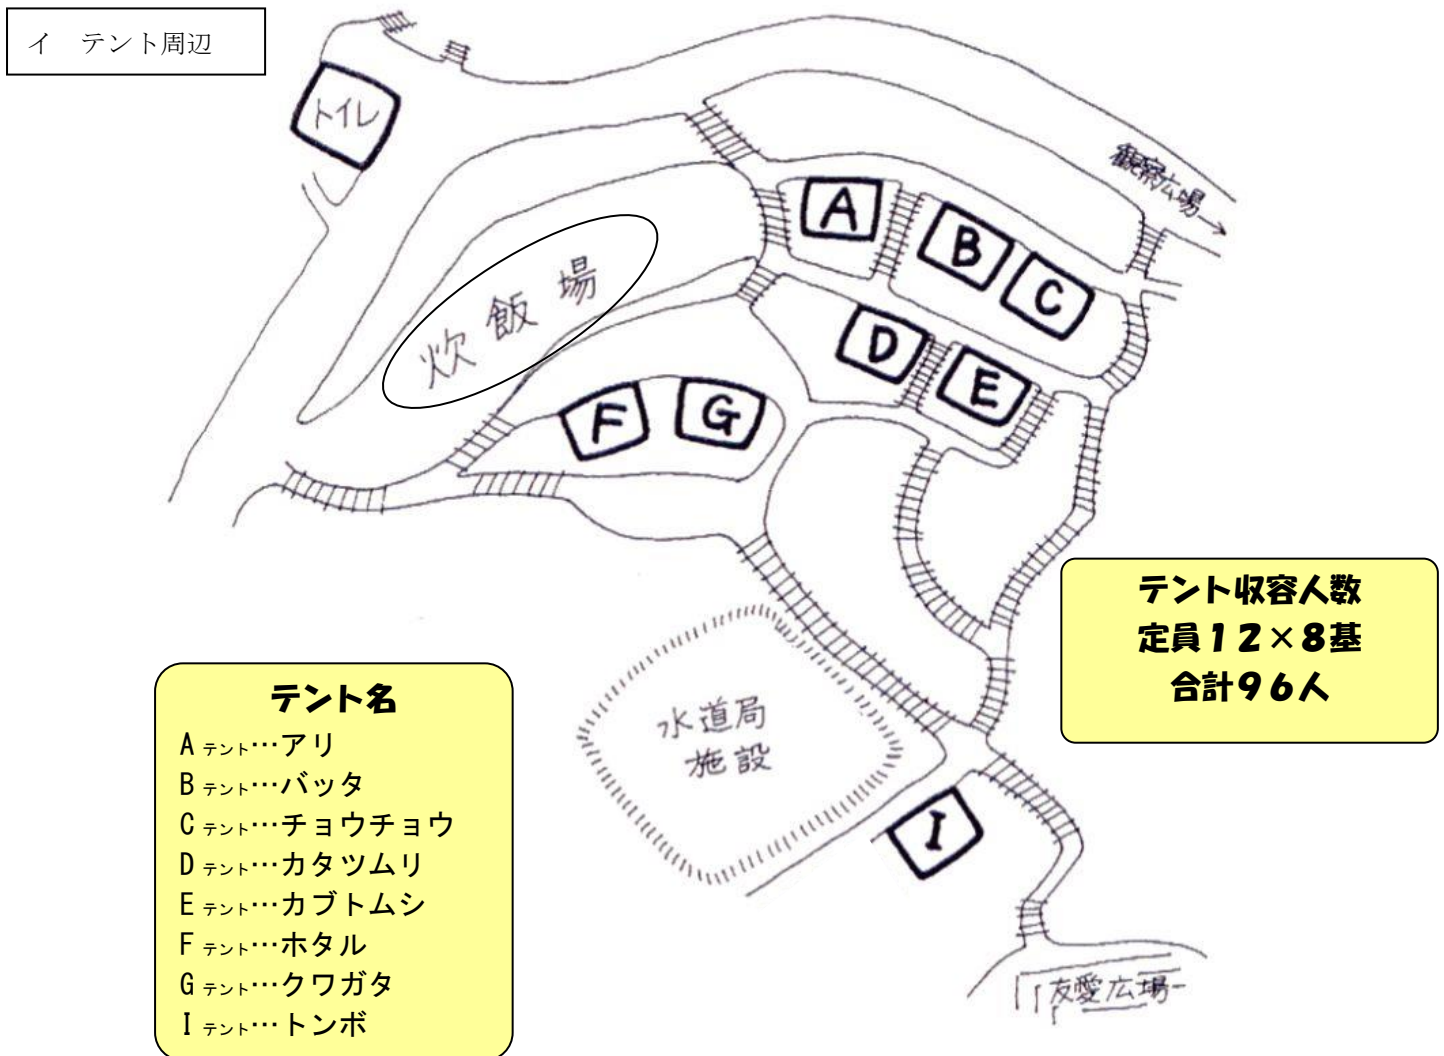 イ　テント周辺
トイレ
観察広場→
A
B
C
炊飯場
D
E
F
G
テント収容人数
定員１２×８基
合計９６人
テント名
Aテント…アリ
Bテント…バッタ
Cテント…チョウチョウ
Dテント…カタツムリ
Eテント…カブトムシ
Fテント…ホタル
Gテント…クワガタ
Iテント…トンボ
水道局
施設
I
友愛広場